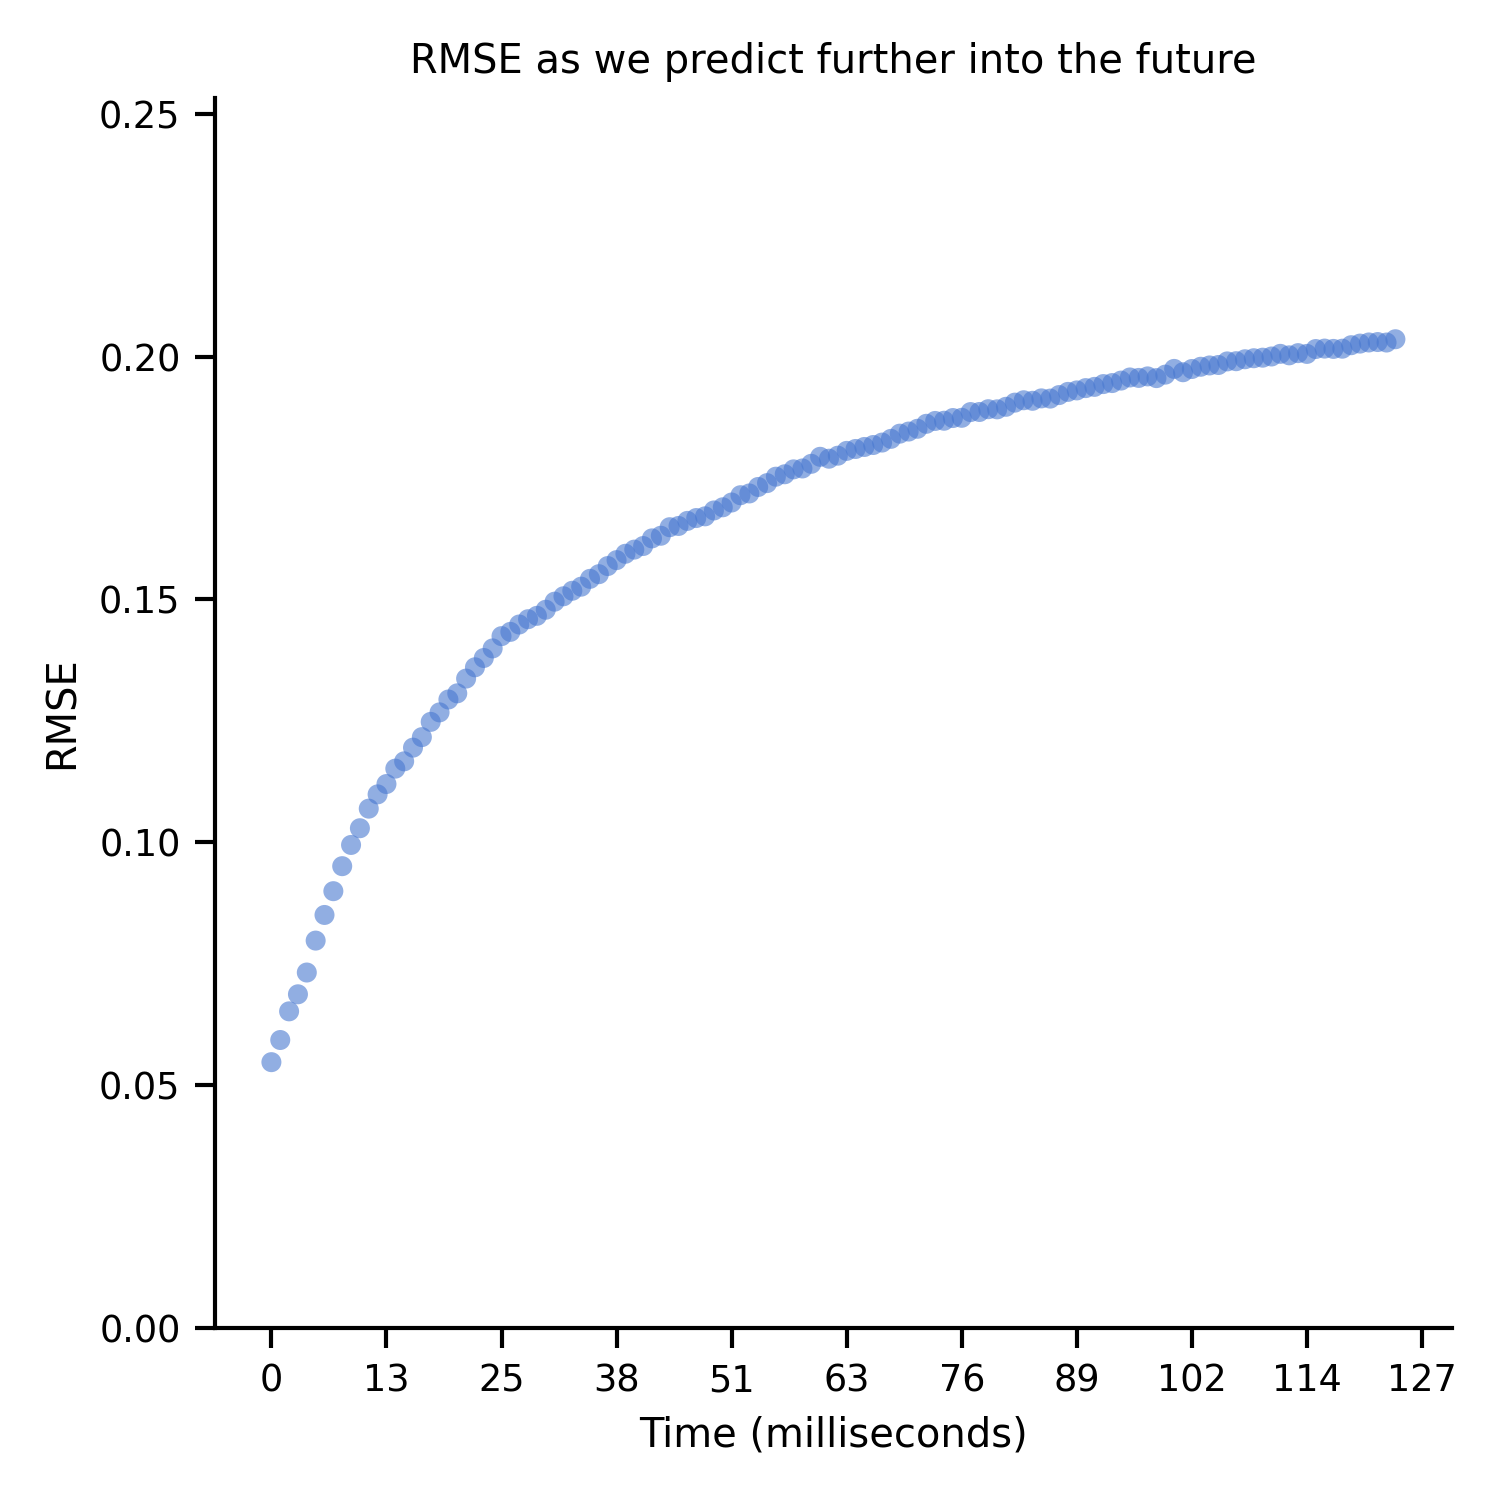 RMSE as we predict further into the future
0.25
0.20
0.15
0.10
0.05
0.00
RMSE
0 13 25 38 51 63 76 89 102 114 127
Time (milliseconds)